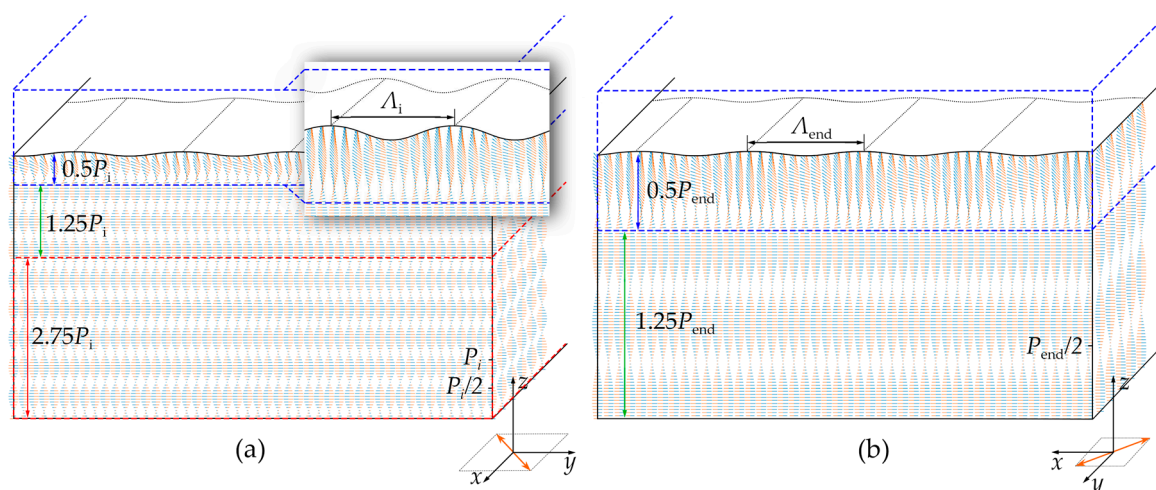 Λi
Λend
0.5Pi
0.5Pend
1.25Pi
1.25Pend
2.75Pi
Pi
Pi/2
Pend/2
z
y
x
z
x
y
(a)
(b)